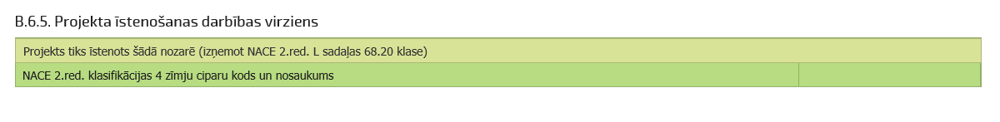 B.6.5. Projekta īstenošanas darbības virziens
Projekts tiks īstenots šādā nozarē (izņemot NACE 2.red. L sadaļas 68.20 klase)
NACE 2.red. klasifikācijas 4 zīmju ciparu kods un nosaukums